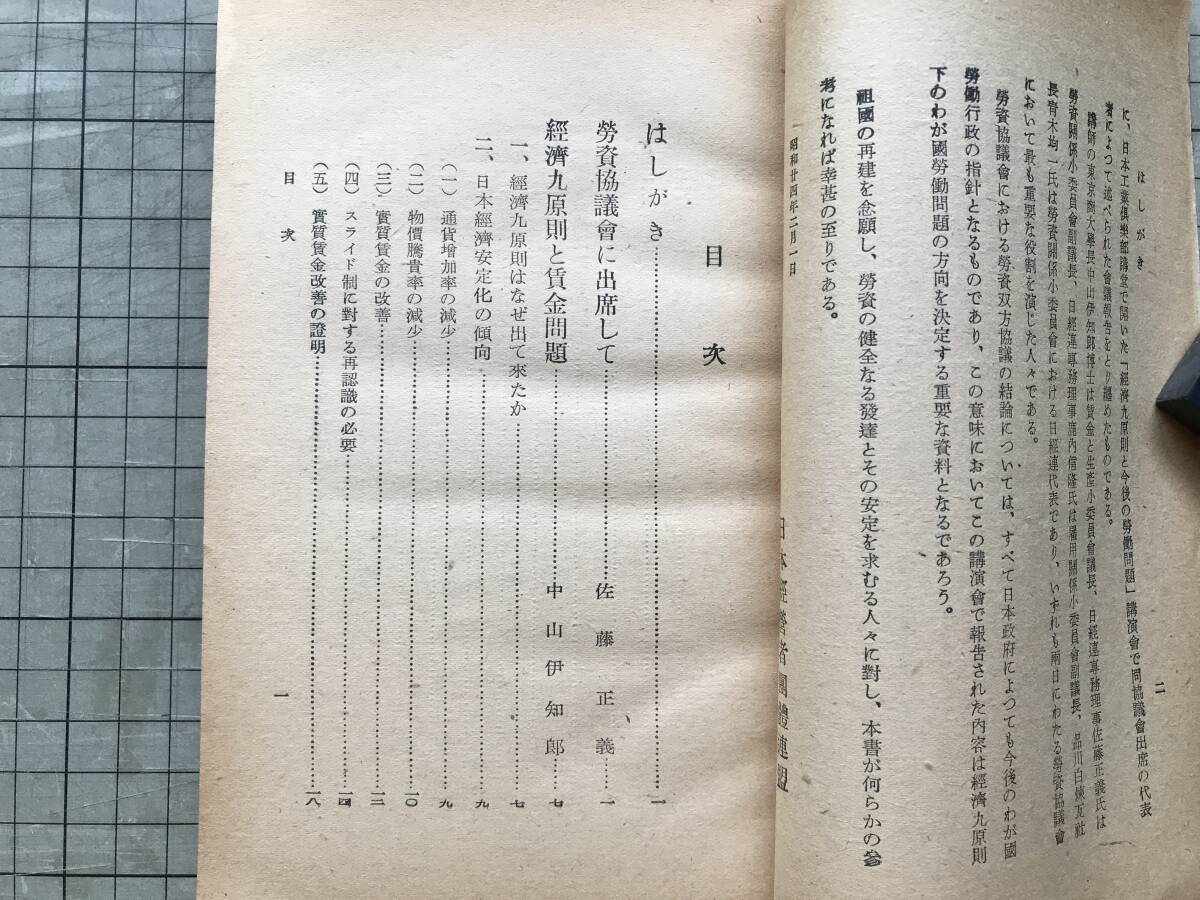 はしがき
二
に、日本工業倶樂部講堂で開いた「經濟九原則と今後の勞働問題」講演會で同協議會出席の代表
者によつて述べられた會議報告をとり纒めたものである。
講師の東京商大學長中山伊知郎博士は賃金と生産小委員會議長、日經連專務理事佐藤正義氏は
勞資關係小委員會副議長、日經連專務理事鹿内信隆氏は雇用關係小委員會副議長、品川白煉瓦社
長青木均一氏は勞資關係小委員會における日經連代表であり、いずれも兩日にわたる勞資協議會
において最も重要な役割を演じた人々である。
勞資協議會における勞資双方協議の結論については、すべて日本政府によつても今後のわが國
勞働行政の指針となるものであり、この意味においてこの講演會で報告された内容は經濟九原則
下のわが國勞働問題の方向を決定する重要な資料となるであろう。
祖國の再建を念願し、勞資の健全なる發達とその安定を求むる人々に對し、本書が何らかの參
考になれば幸甚の至りである。
昭和廿四年二月一日
日本經營者團體連盟
目次
はしがき…………一
勞資協議會に出席して…………佐藤正義…一
經濟九原則と賃金問題…………中山伊知郎…七
一、經濟九原則はなぜ出て來たか…………七
二、日本經濟安定化の傾向…………九
（一）通貨增加率の減少…………九
（二）物價騰貴率の減少…………一〇
（三）實質賃金の改善…………一二
（四）スライド制に對する再認識の必要…………一四
（五）實質賃金改善の證明…………一八
目次
一